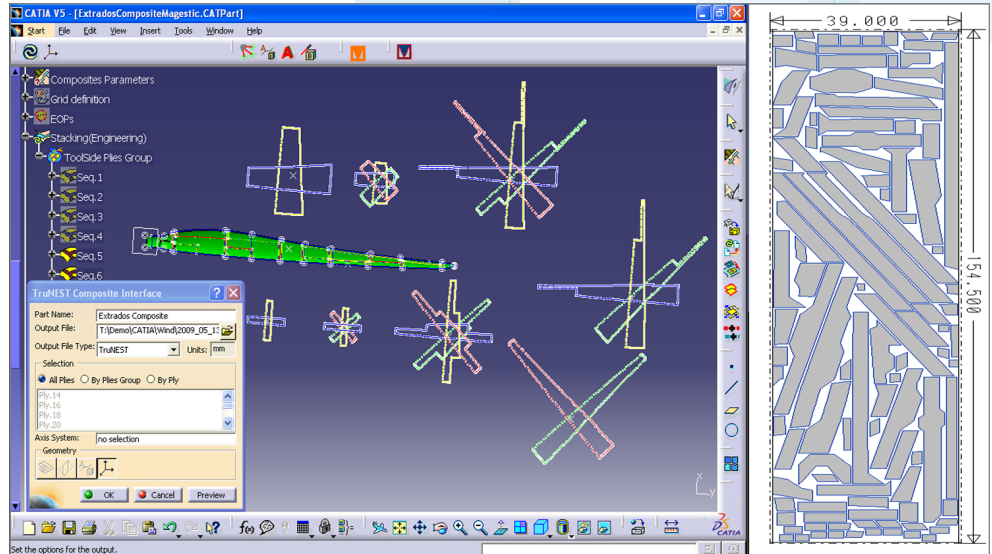 CATIA V5 - [ExtradosCompositeMagestic.CATPart]
Start File Edit View Insert Tools Window Help
Composites Parameters
Grid definition
EOPs
Stacking(Engineering)
ToolSide Plies Group
Seq.1
Seq.2
Seq.3
Seq.4
Seq.5
Seq.6
TruNEST Composite Interface
Part Name: Extrados Composite
Output File: T:\Demo\CATIA\Wind\2009_05_13
Output File Type: TruNEST Units: mm
Selection
All Plies By Plies Group By Ply
Ply.14
Ply.16
Ply.18
Ply.20
Axis System: no selection
Geometry
OK Cancel Preview
x
y
f(x)
CATIA
Set the options for the output.
39.000
154.500